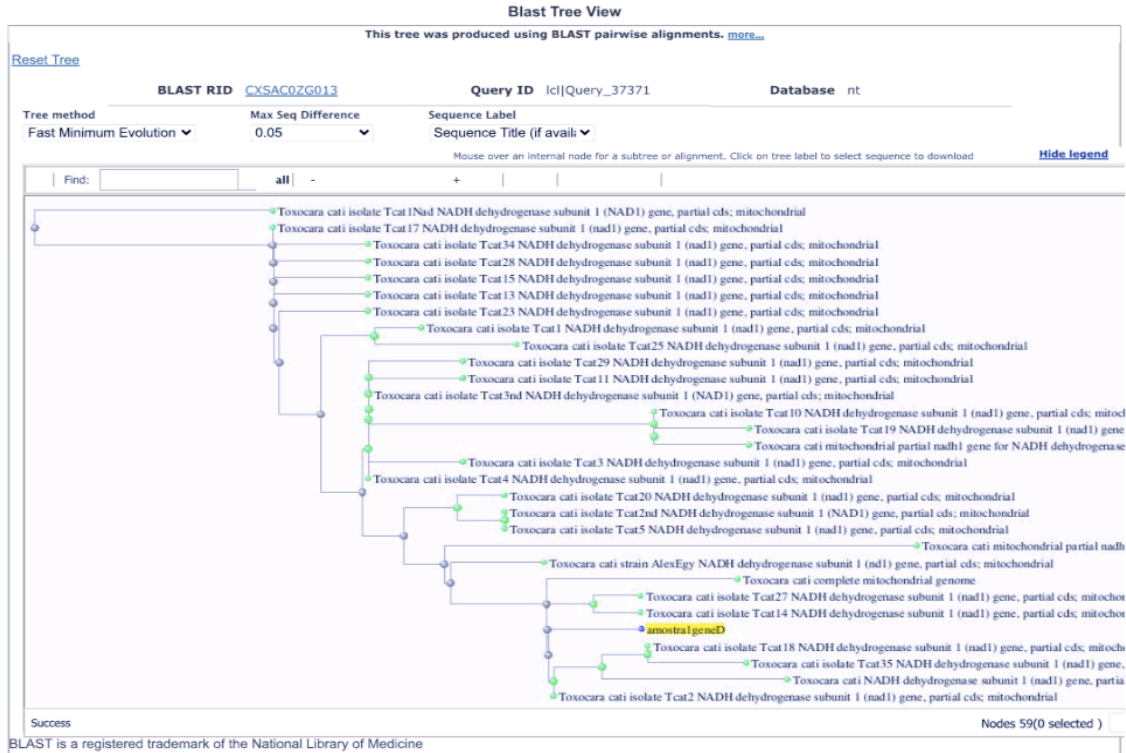 Blast Tree View
This tree was produced using BLAST pairwise alignments. more...
Reset Tree
BLAST RID CXSAC0ZG013 Query ID lcl|Query_37371 Database nt
Tree method Max Seq Difference Sequence Label
Fast Minimum Evolution 0.05 Sequence Title (if avail
Mouse over an internal node for a subtree or alignment. Click on tree label to select sequence to download Hide legend
Find: all - +
Toxocara cati isolate Tcat1Nad NADH dehydrogenase subunit 1 (NAD1) gene, partial cds; mitochondrial
Toxocara cati isolate Tcat17 NADH dehydrogenase subunit 1 (nad1) gene, partial cds; mitochondrial
Toxocara cati isolate Tcat34 NADH dehydrogenase subunit 1 (nad1) gene, partial cds; mitochondrial
Toxocara cati isolate Tcat28 NADH dehydrogenase subunit 1 (nad1) gene, partial cds; mitochondrial
Toxocara cati isolate Tcat15 NADH dehydrogenase subunit 1 (nad1) gene, partial cds; mitochondrial
Toxocara cati isolate Tcat13 NADH dehydrogenase subunit 1 (nad1) gene, partial cds; mitochondrial
Toxocara cati isolate Tcat23 NADH dehydrogenase subunit 1 (nad1) gene, partial cds; mitochondrial
Toxocara cati isolate Tcat1 NADH dehydrogenase subunit 1 (nad1) gene, partial cds; mitochondrial
Toxocara cati isolate Tcat25 NADH dehydrogenase subunit 1 (nad1) gene, partial cds; mitochondrial
Toxocara cati isolate Tcat29 NADH dehydrogenase subunit 1 (nad1) gene, partial cds; mitochondrial
Toxocara cati isolate Tcat11 NADH dehydrogenase subunit 1 (nad1) gene, partial cds; mitochondrial
Toxocara cati isolate Tcat3nd NADH dehydrogenase subunit 1 (NAD1) gene, partial cds; mitochondrial
Toxocara cati isolate Tcat10 NADH dehydrogenase subunit 1 (nad1) gene, partial cds; mitoch
Toxocara cati isolate Tcat19 NADH dehydrogenase subunit 1 (nad1) gene
Toxocara cati mitochondrial partial nadh1 gene for NADH dehydrogenase
Toxocara cati isolate Tcat3 NADH dehydrogenase subunit 1 (nad1) gene, partial cds; mitochondrial
Toxocara cati isolate Tcat4 NADH dehydrogenase subunit 1 (nad1) gene, partial cds; mitochondrial
Toxocara cati isolate Tcat20 NADH dehydrogenase subunit 1 (nad1) gene, partial cds; mitochondrial
Toxocara cati isolate Tcat2nd NADH dehydrogenase subunit 1 (NAD1) gene, partial cds; mitochondrial
Toxocara cati isolate Tcat5 NADH dehydrogenase subunit 1 (nad1) gene, partial cds; mitochondrial
Toxocara cati mitochondrial partial nadh
Toxocara cati strain AlexEgy NADH dehydrogenase subunit 1 (nd1) gene, partial cds; mitochondrial
Toxocara cati complete mitochondrial genome
Toxocara cati isolate Tcat27 NADH dehydrogenase subunit 1 (nad1) gene, partial cds; mitochon
Toxocara cati isolate Tcat14 NADH dehydrogenase subunit 1 (nad1) gene, partial cds; mitochon
amostra1geneD
Toxocara cati isolate Tcat18 NADH dehydrogenase subunit 1 (nad1) gene, partial cds; mitoch
Toxocara cati isolate Tcat35 NADH dehydrogenase subunit 1 (nad1) gene,
Toxocara cati NADH dehydrogenase subunit 1 (nad1) gene, partia
Toxocara cati isolate Tcat2 NADH dehydrogenase subunit 1 (nad1) gene, partial cds; mitochondrial
Success Nodes 59(0 selected )
BLAST is a registered trademark of the National Library of Medicine